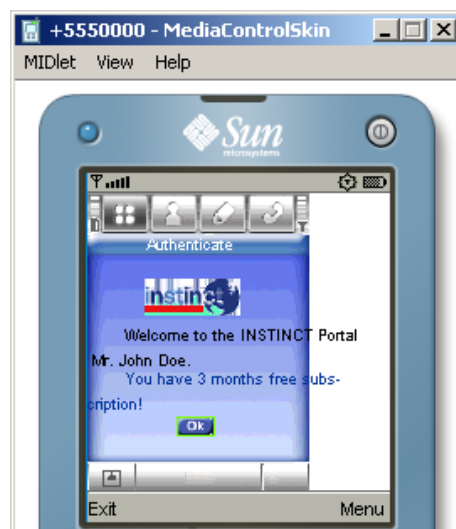 +5550000 - MediaControlSkin
MIDlet View Help
Sun
microsystems
Authenticate
instinct
Welcome to the INSTINCT Portal
Mr. John Doe.
You have 3 months free subs-
cription!
Ok
Exit Menu